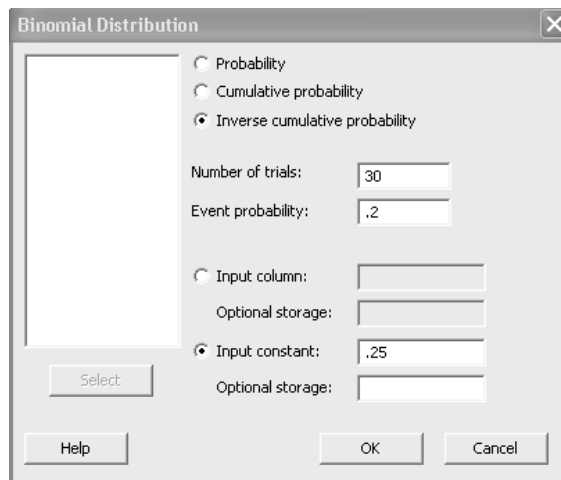 Binomial Distribution
Probability
Cumulative probability
Inverse cumulative probability
Number of trials: 30
Event probability: .2
Input column:
Optional storage:
Input constant: .25
Optional storage:
Select
Help OK Cancel